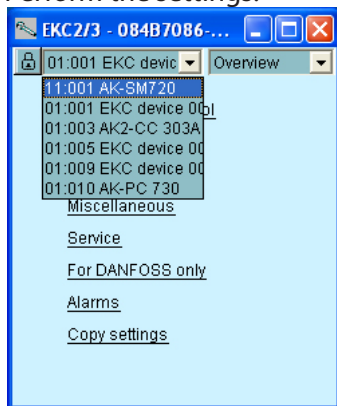 Perform the settings.
EKC2/3 - 084B7086-...
01:001 EKC devic Overview
11:001 AK-SM720
01:001 EKC device 00
ol
01:003 AK2-CC 303A
01:005 EKC device 00
01:009 EKC device 00
01:010 AK-PC 730
Miscellaneous
Service
For DANFOSS only
Alarms
Copy settings